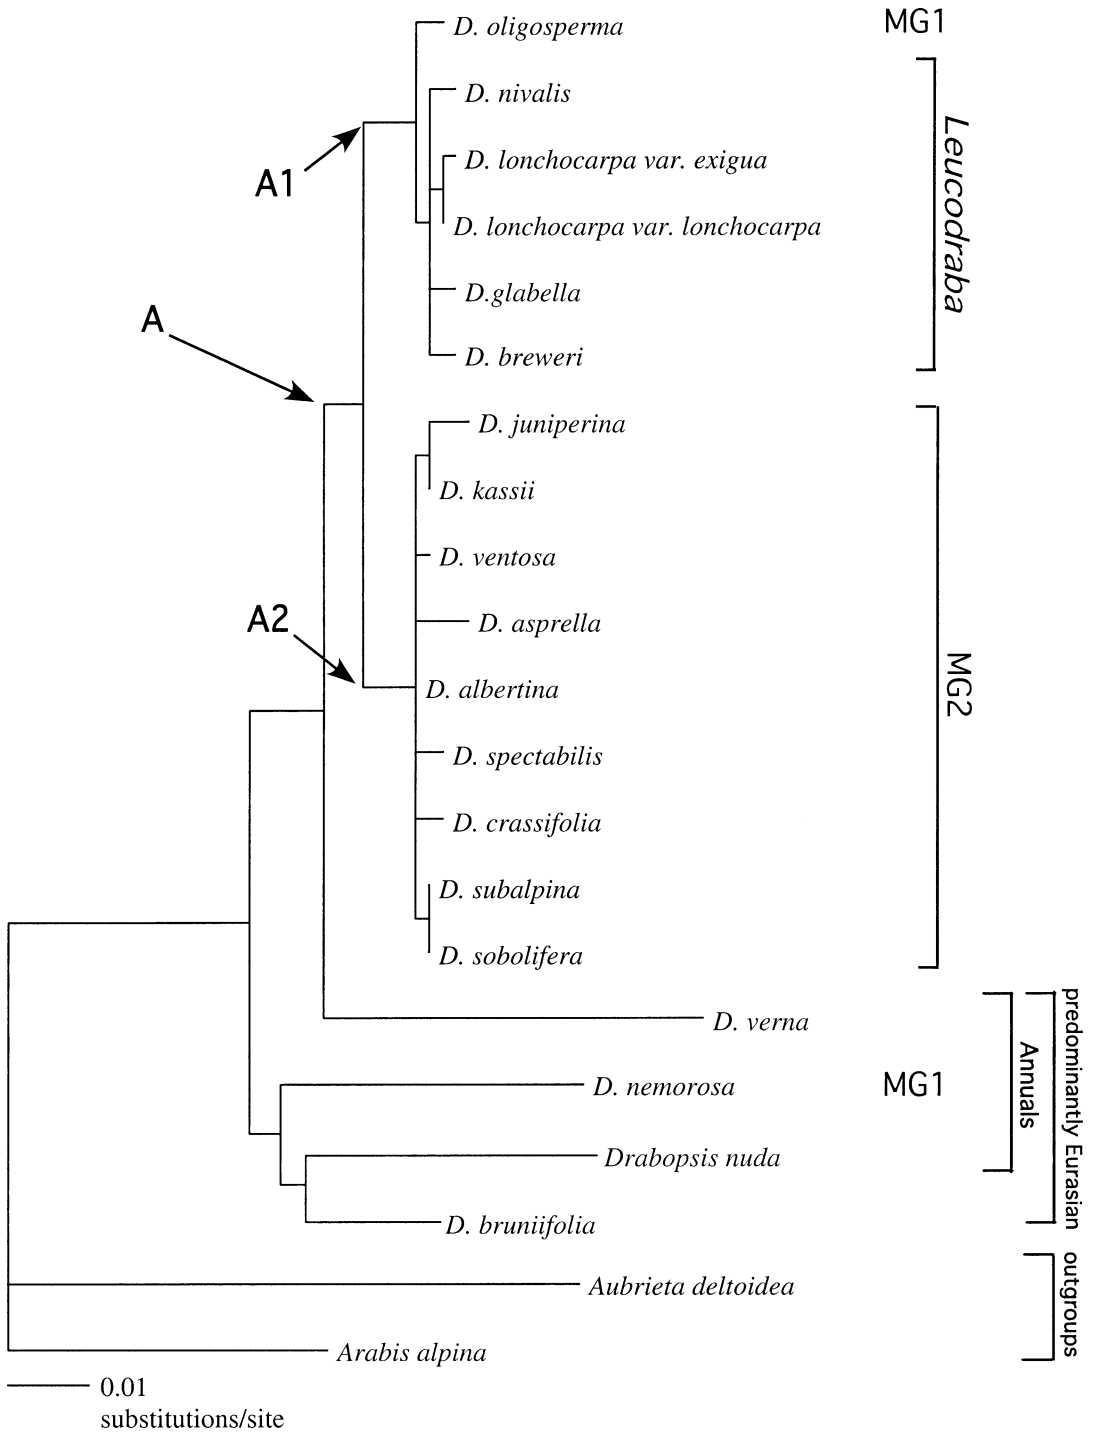 D. oligosperma
MG1
D. nivalis
D. lonchocarpa var. exigua
A1
D. lonchocarpa var. lonchocarpa
Leucodraba
D.glabella
A
D. breweri
D. juniperina
D. kassii
D. ventosa
A2
D. asprella
D. albertina
MG2
D. spectabilis
D. crassifolia
D. subalpina
D. sobolifera
D. verna
D. nemorosa
MG1
Annuals
predominantly Eurasian
Drabopsis nuda
D. bruniifolia
Aubrieta deltoidea
outgroups
Arabis alpina
0.01
substitutions/site